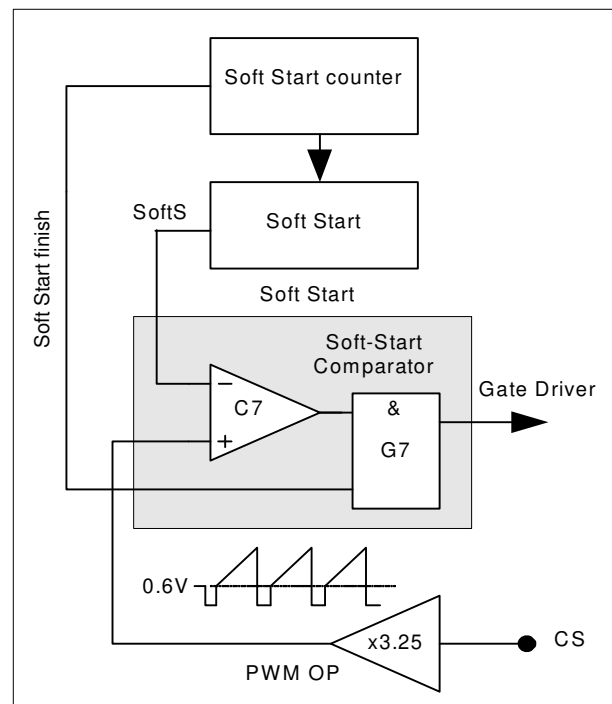 Soft Start counter
SoftS
Soft Start
Soft Start finish
Soft Start
Soft-Start
Comparator
Gate Driver
−
C7
+
&
G7
0.6V
x3.25
CS
PWM OP